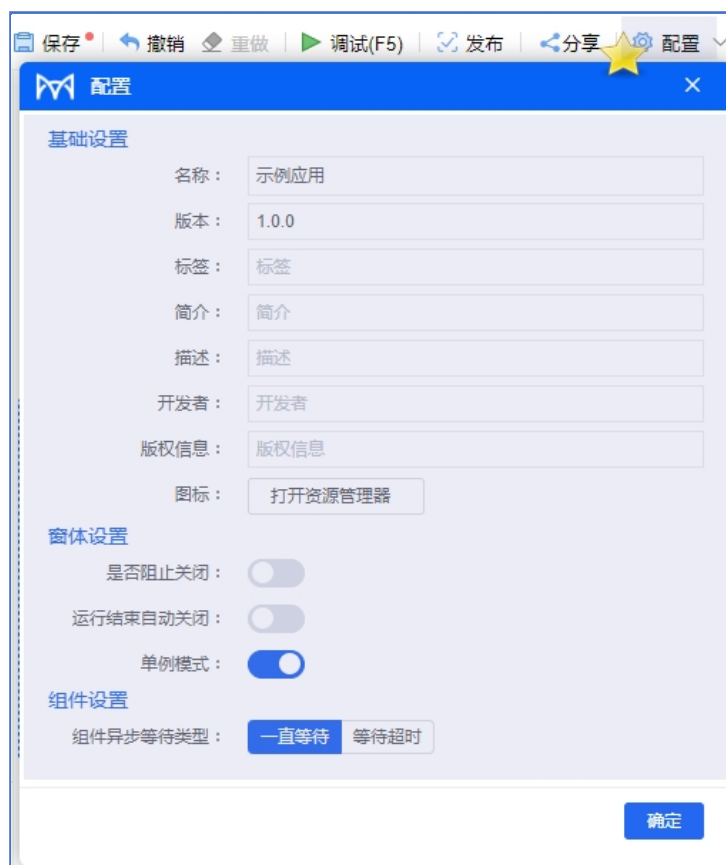 保存 撤销 重做 调试(F5) 发布 分享 配置
配置
基础设置
名称： 示例应用
版本： 1.0.0
标签： 标签
简介： 简介
描述： 描述
开发者： 开发者
版权信息： 版权信息
图标： 打开资源管理器
窗体设置
是否阻止关闭：
运行结束自动关闭：
单例模式：
组件设置
组件异步等待类型： 一直等待 等待超时
确定